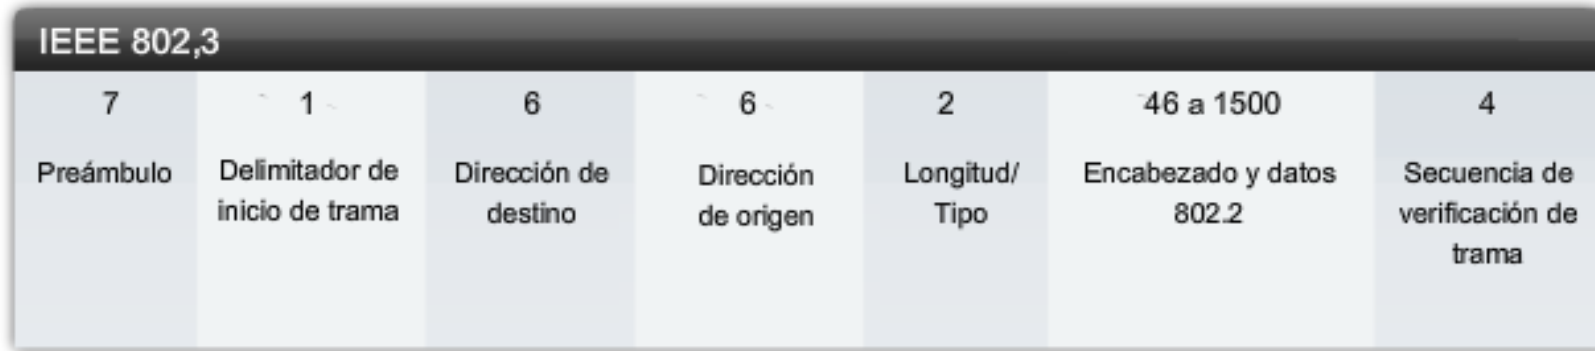 IEEE 802,3
7
Preámbulo
1
Delimitador de
inicio de trama
6
Dirección de
destino
6
Dirección
de origen
2
Longitud/
Tipo
46 a 1500
Encabezado y datos
802.2
4
Secuencia de
verificación de
trama